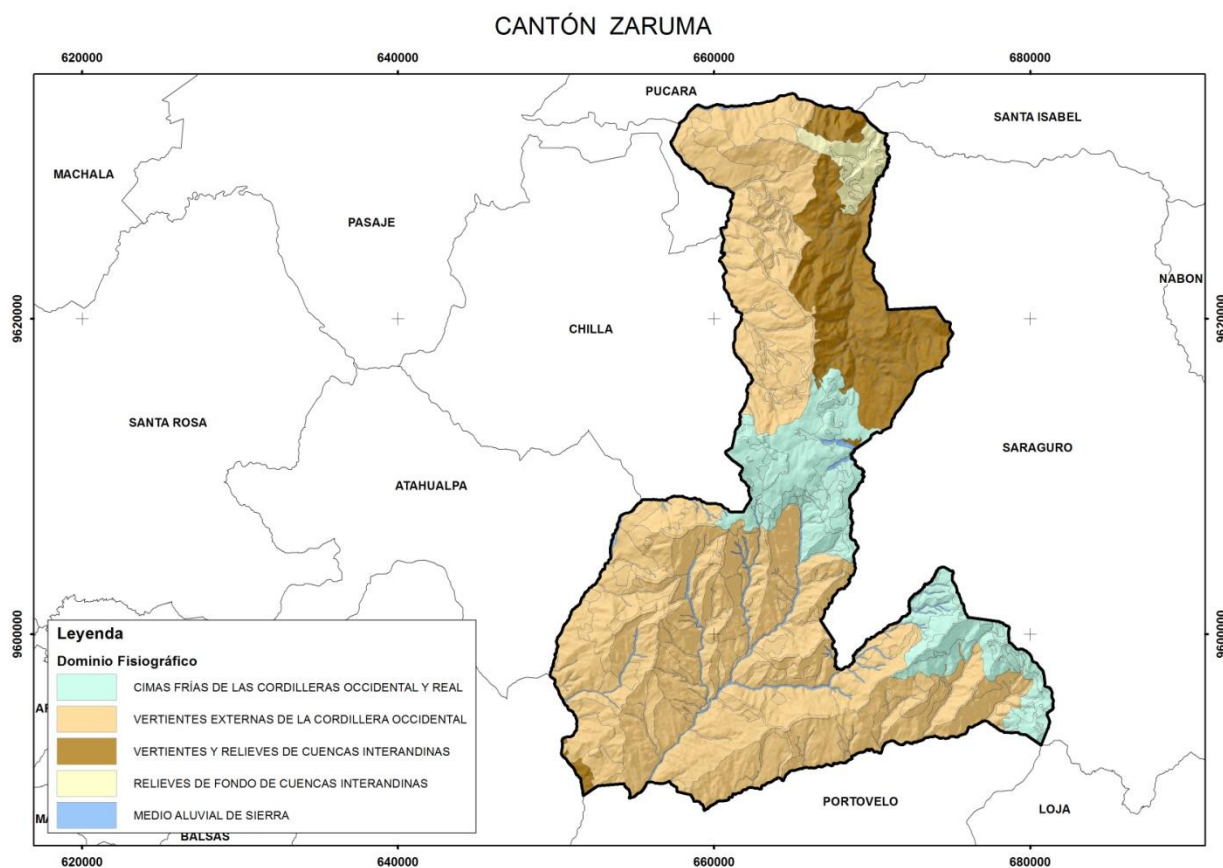 CANTÓN ZARUMA
620000
640000
660000
680000
PUCARA
SANTA ISABEL
MACHALA
PASAJE
NABON
9620000
9620000
CHILLA
SANTA ROSA
SARAGURO
ATAHUALPA
9600000
9600000
Leyenda
Dominio Fisiográfico
CIMAS FRÍAS DE LAS CORDILLERAS OCCIDENTAL Y REAL
VERTIENTES EXTERNAS DE LA CORDILLERA OCCIDENTAL
VERTIENTES Y RELIEVES DE CUENCAS INTERANDINAS
RELIEVES DE FONDO DE CUENCAS INTERANDINAS
MEDIO ALUVIAL DE SIERRA
PORTOVELO
LOJA
BALSAS
620000
640000
660000
680000